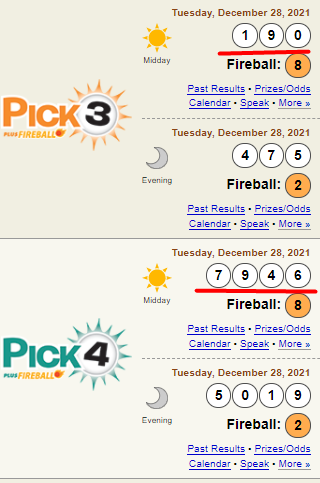 Tuesday, December 28, 2021
1 9 0
Midday
Fireball: 8
Past Results • Prizes/Odds
Calendar • Speak • More »
PICK 3
PLUS FIREBALL
Tuesday, December 28, 2021
4 7 5
Evening
Fireball: 2
Past Results • Prizes/Odds
Calendar • Speak • More »
Tuesday, December 28, 2021
7 9 4 6
Midday
Fireball: 8
Past Results • Prizes/Odds
Calendar • Speak • More »
PICK 4
PLUS FIREBALL
Tuesday, December 28, 2021
5 0 1 9
Evening
Fireball: 2
Past Results • Prizes/Odds
Calendar • Speak • More »